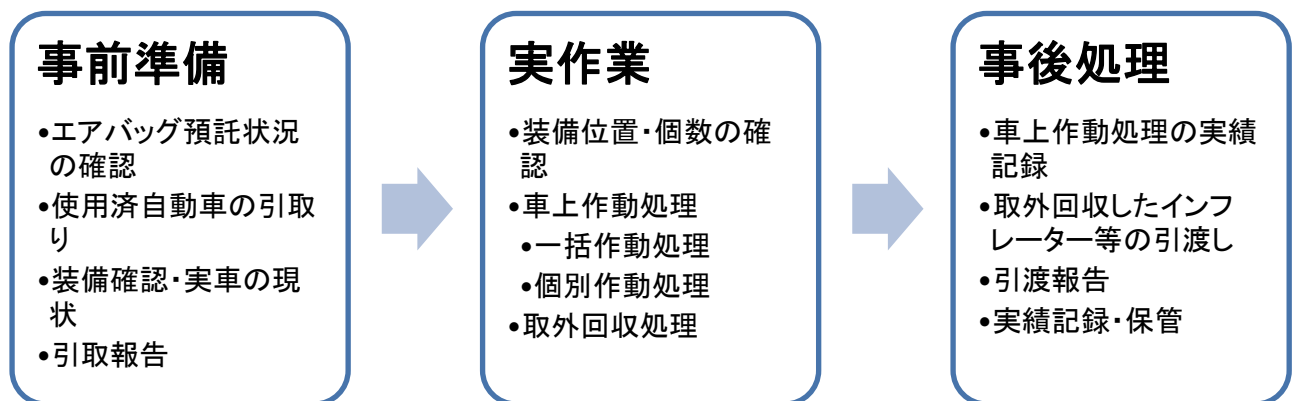 事前準備
•エアバッグ預託状況
の確認
•使用済自動車の引取
り
•装備確認・実車の現
状
•引取報告
実作業
•装備位置・個数の確
認
•車上作動処理
•一括作動処理
•個別作動処理
•取外回収処理
事後処理
•車上作動処理の実績
記録
•取外回収したインフ
レーター等の引渡し
•引渡報告
•実績記録・保管